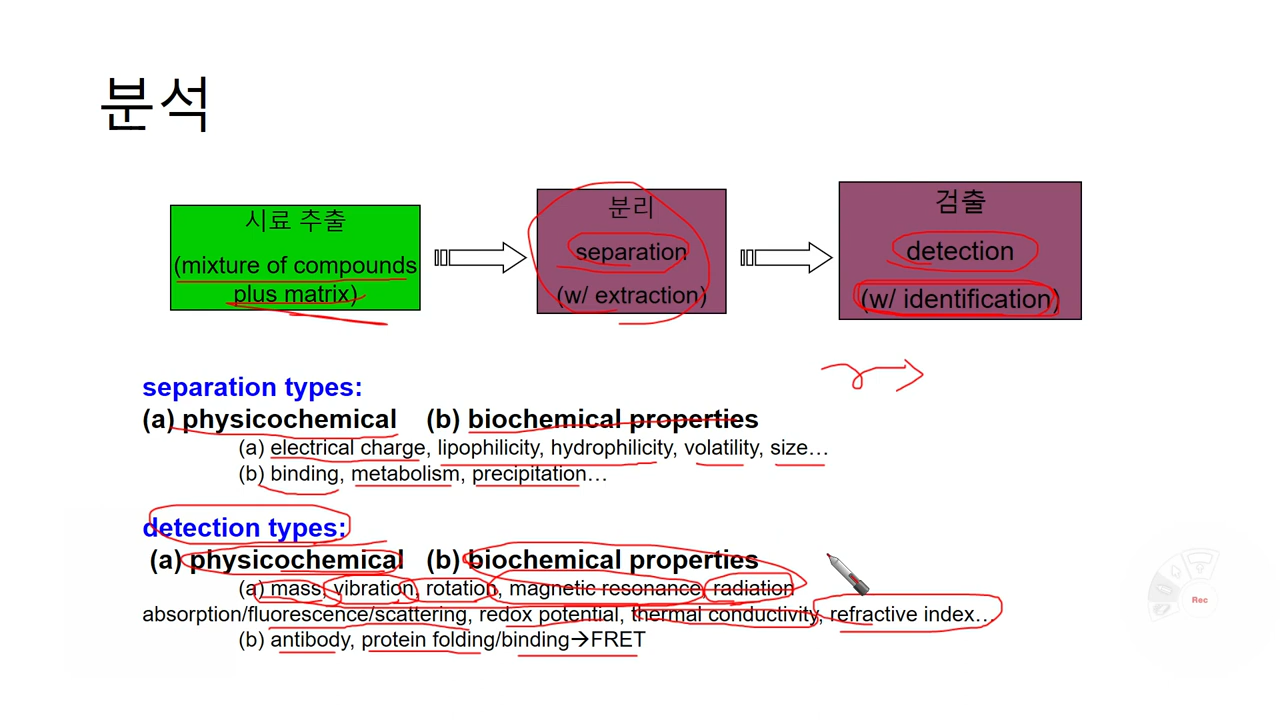 분석
시료 추출
(mixture of compounds
plus matrix)
분리
separation
(w/ extraction)
검출
detection
(w/ identification)
separation types:
(a) physicochemical (b) biochemical properties
(a) electrical charge, lipophilicity, hydrophilicity, volatility, size…
(b) binding, metabolism, precipitation…
detection types:
(a) physicochemical (b) biochemical properties
(a) mass, vibration, rotation, magnetic resonance, radiation
absorption/fluorescence/scattering, redox potential, thermal conductivity, refractive index…
(b) antibody, protein folding/binding→FRET
Rec